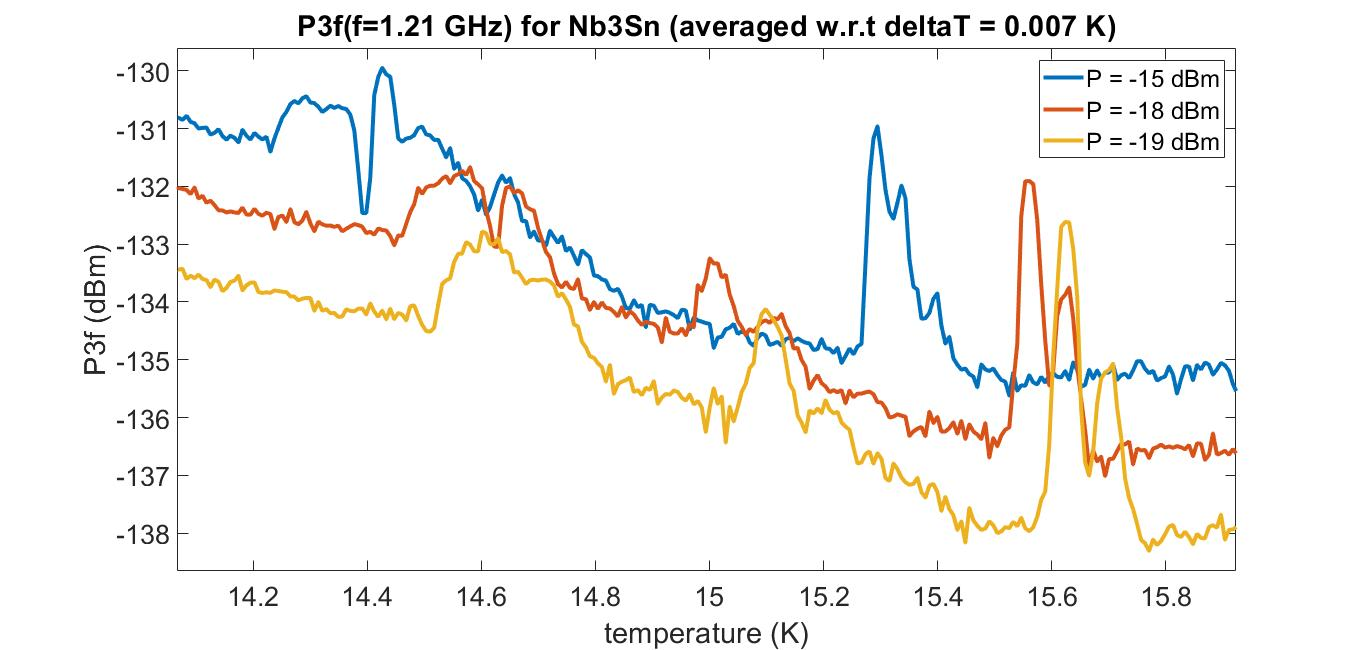 P3f(f=1.21 GHz) for Nb3Sn (averaged w.r.t deltaT = 0.007 K)
P = -15 dBm
P = -18 dBm
P = -19 dBm
P3f (dBm)
-130
-131
-132
-133
-134
-135
-136
-137
-138
14.2 14.4 14.6 14.8 15 15.2 15.4 15.6 15.8
temperature (K)